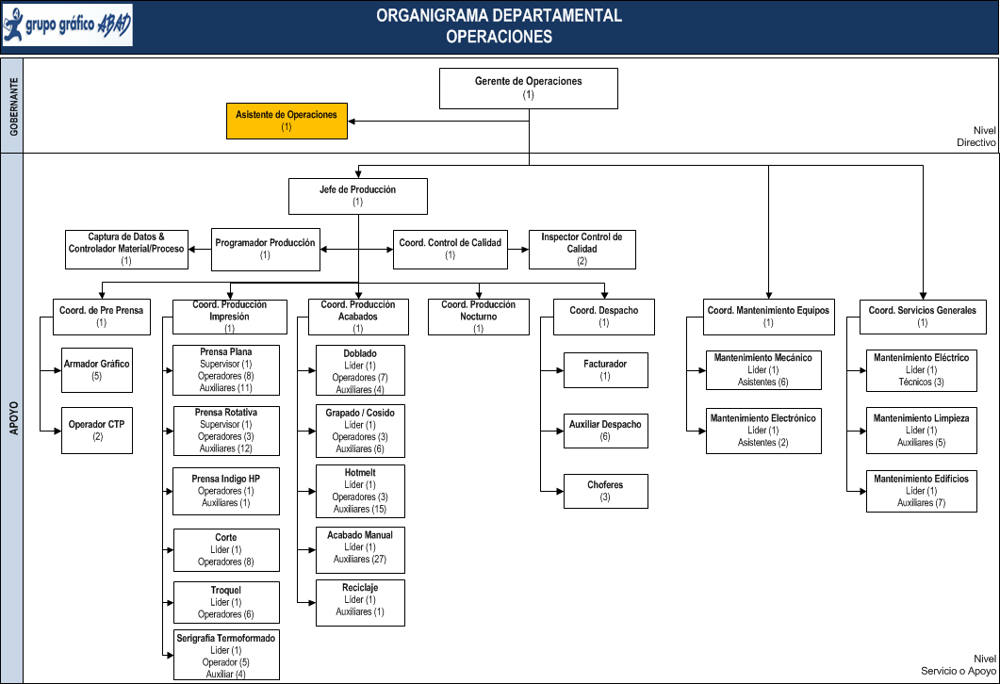 grupo gráfico ABAD
ORGANIGRAMA DEPARTAMENTAL
OPERACIONES
GOBERNANTE
Gerente de Operaciones
(1)
Asistente de Operaciones
(1)
Nivel
Directivo
APOYO
Jefe de Producción
(1)
Captura de Datos &
Controlador Material/Proceso
(1)
Programador Producción
(1)
Coord. Control de Calidad
(1)
Inspector Control de
Calidad
(2)
Coord. de Pre Prensa
(1)
Armador Gráfico
(5)
Operador CTP
(2)
Coord. Producción
Impresión
(1)
Prensa Plana
Supervisor (1)
Operadores (8)
Auxiliares (11)
Prensa Rotativa
Supervisor (1)
Operadores (3)
Auxiliares (12)
Prensa Indigo HP
Operadores (1)
Auxiliares (1)
Corte
Líder (1)
Operadores (8)
Troquel
Líder (1)
Operadores (6)
Serigrafía Termoformado
Líder (1)
Operador (5)
Auxiliar (4)
Coord. Producción
Acabados
(1)
Doblado
Líder (1)
Operadores (7)
Auxiliares (4)
Grapado / Cosido
Líder (1)
Operadores (3)
Auxiliares (6)
Hotmelt
Líder (1)
Operadores (3)
Auxiliares (15)
Acabado Manual
Líder (1)
Auxiliares (27)
Reciclaje
Líder (1)
Auxiliares (1)
Coord. Producción
Nocturno
(1)
Coord. Despacho
(1)
Facturador
(1)
Auxiliar Despacho
(6)
Choferes
(3)
Coord. Mantenimiento Equipos
(1)
Mantenimiento Mecánico
Líder (1)
Asistentes (6)
Mantenimiento Electrónico
Líder (1)
Asistentes (2)
Coord. Servicios Generales
(1)
Mantenimiento Eléctrico
Líder (1)
Técnicos (3)
Mantenimiento Limpieza
Líder (1)
Auxiliares (5)
Mantenimiento Edificios
Líder (1)
Auxiliares (7)
Nivel
Servicio o Apoyo